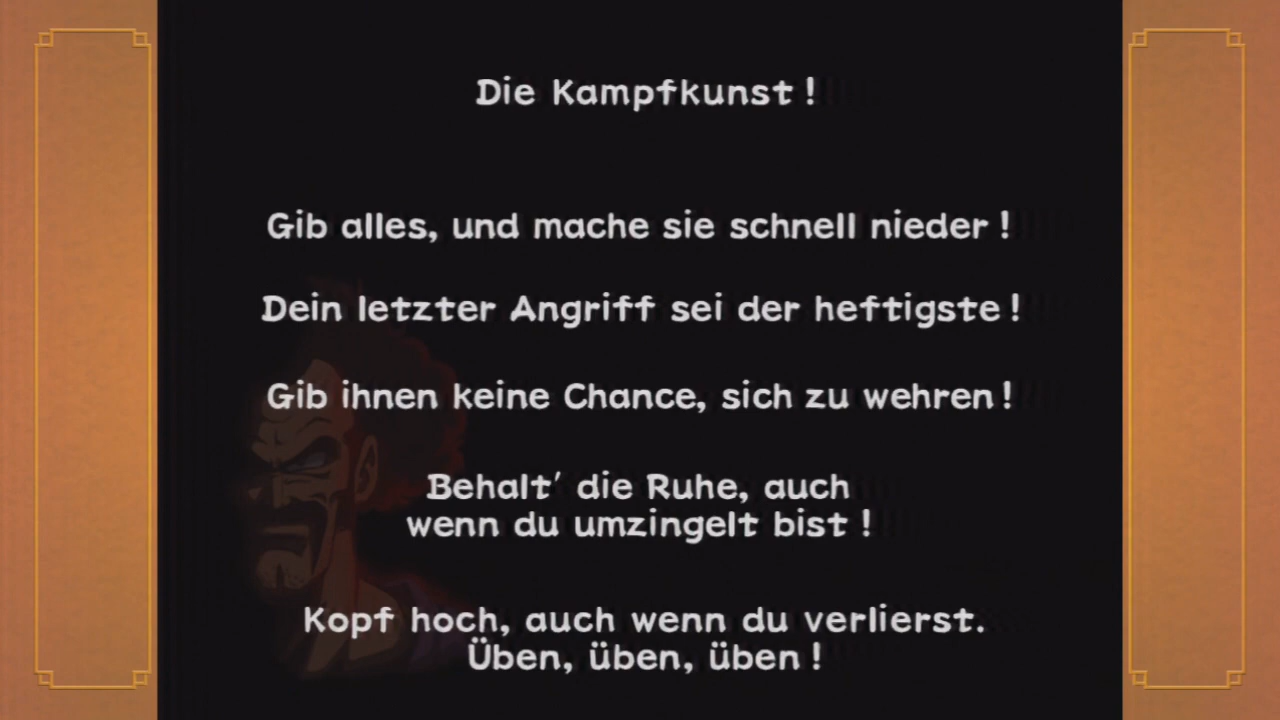 Die Kampfkunst !
Gib alles, und mache sie schnell nieder !
Dein letzter Angriff sei der heftigste !
Gib ihnen keine Chance, sich zu wehren !
Behalt' die Ruhe, auch
wenn du umzingelt bist !
Kopf hoch, auch wenn du verlierst.
Üben, üben, üben !